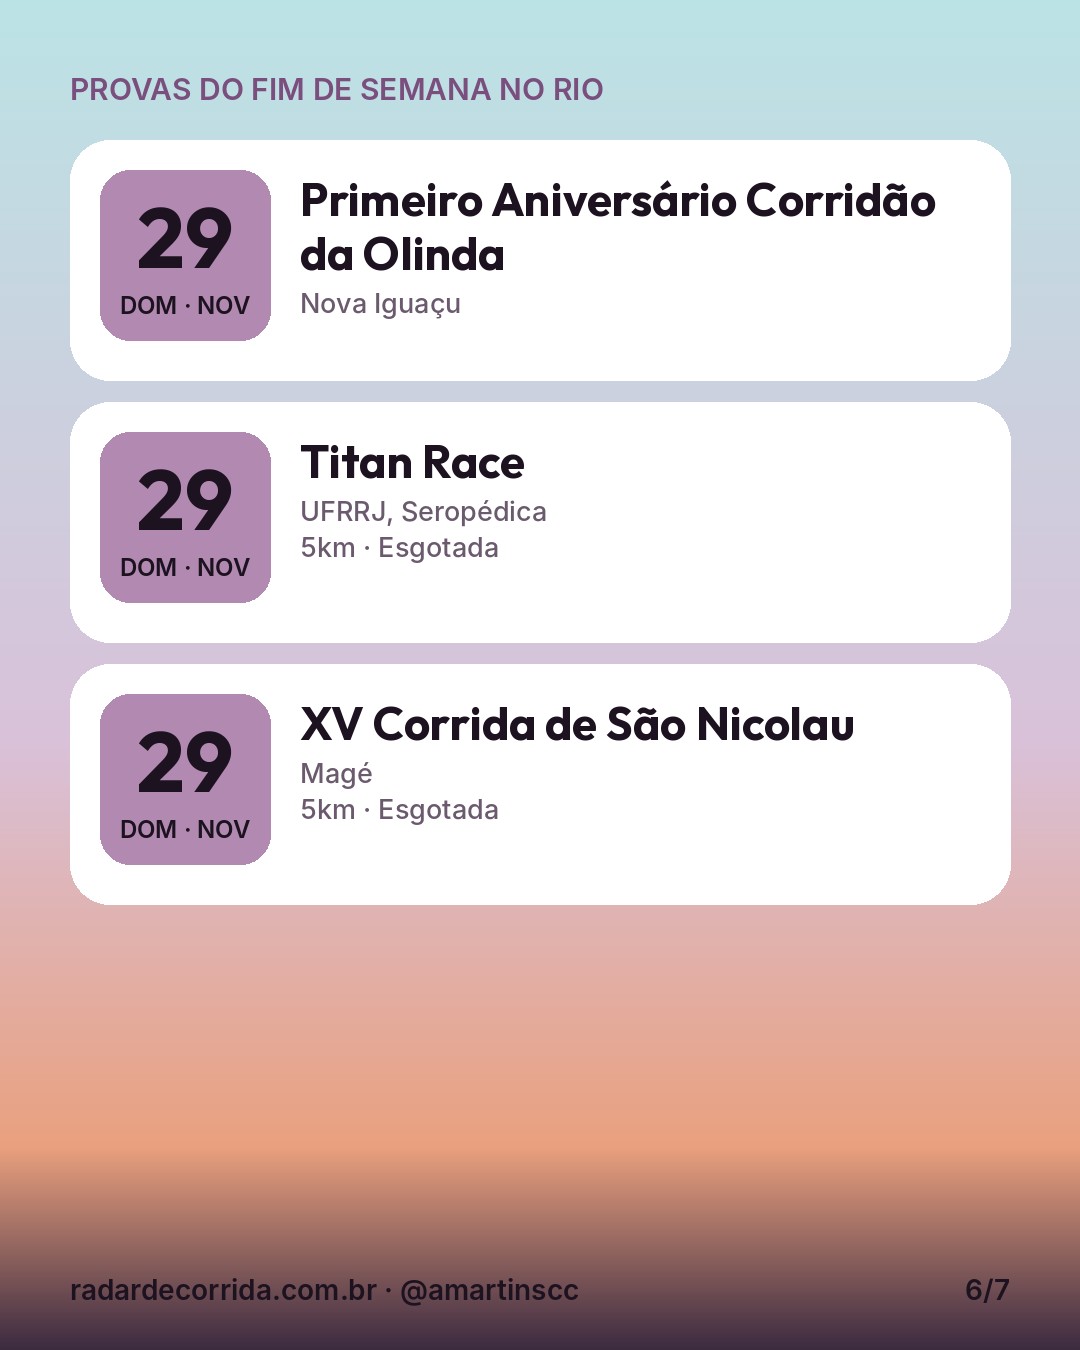 PROVAS DO FIM DE SEMANA NO RIO
29
DOM · NOV
Primeiro Aniversário Corridão
da Olinda
Nova Iguaçu
29
DOM · NOV
Titan Race
UFRRJ, Seropédica
5km · Esgotada
29
DOM · NOV
XV Corrida de São Nicolau
Magé
5km · Esgotada
radardecorrida.com.br · @amartinscc
6/7